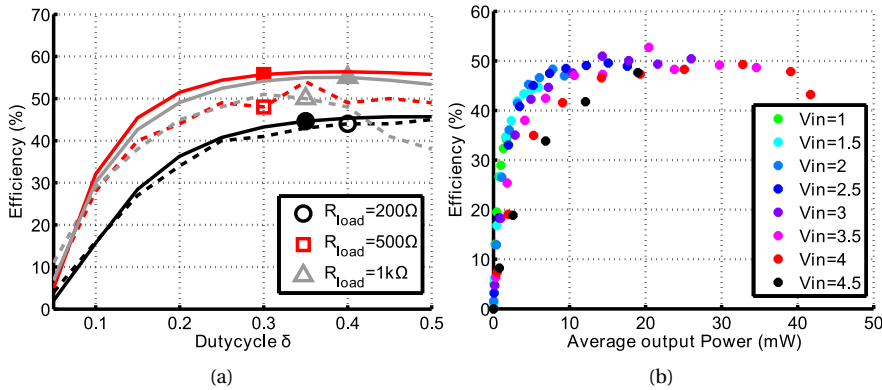 70
60
50
40
30
20
10
0
Efficiency (%)
0.1
0.2
0.3
0.4
0.5
Dutycycle δ
R_load=200Ω
R_load=500Ω
R_load=1kΩ
(a)
60
50
40
30
20
10
0
Efficiency (%)
0
10
20
30
40
50
Average output Power (mW)
Vin=1
Vin=1.5
Vin=2
Vin=2.5
Vin=3
Vin=3.5
Vin=4
Vin=4.5
(b)